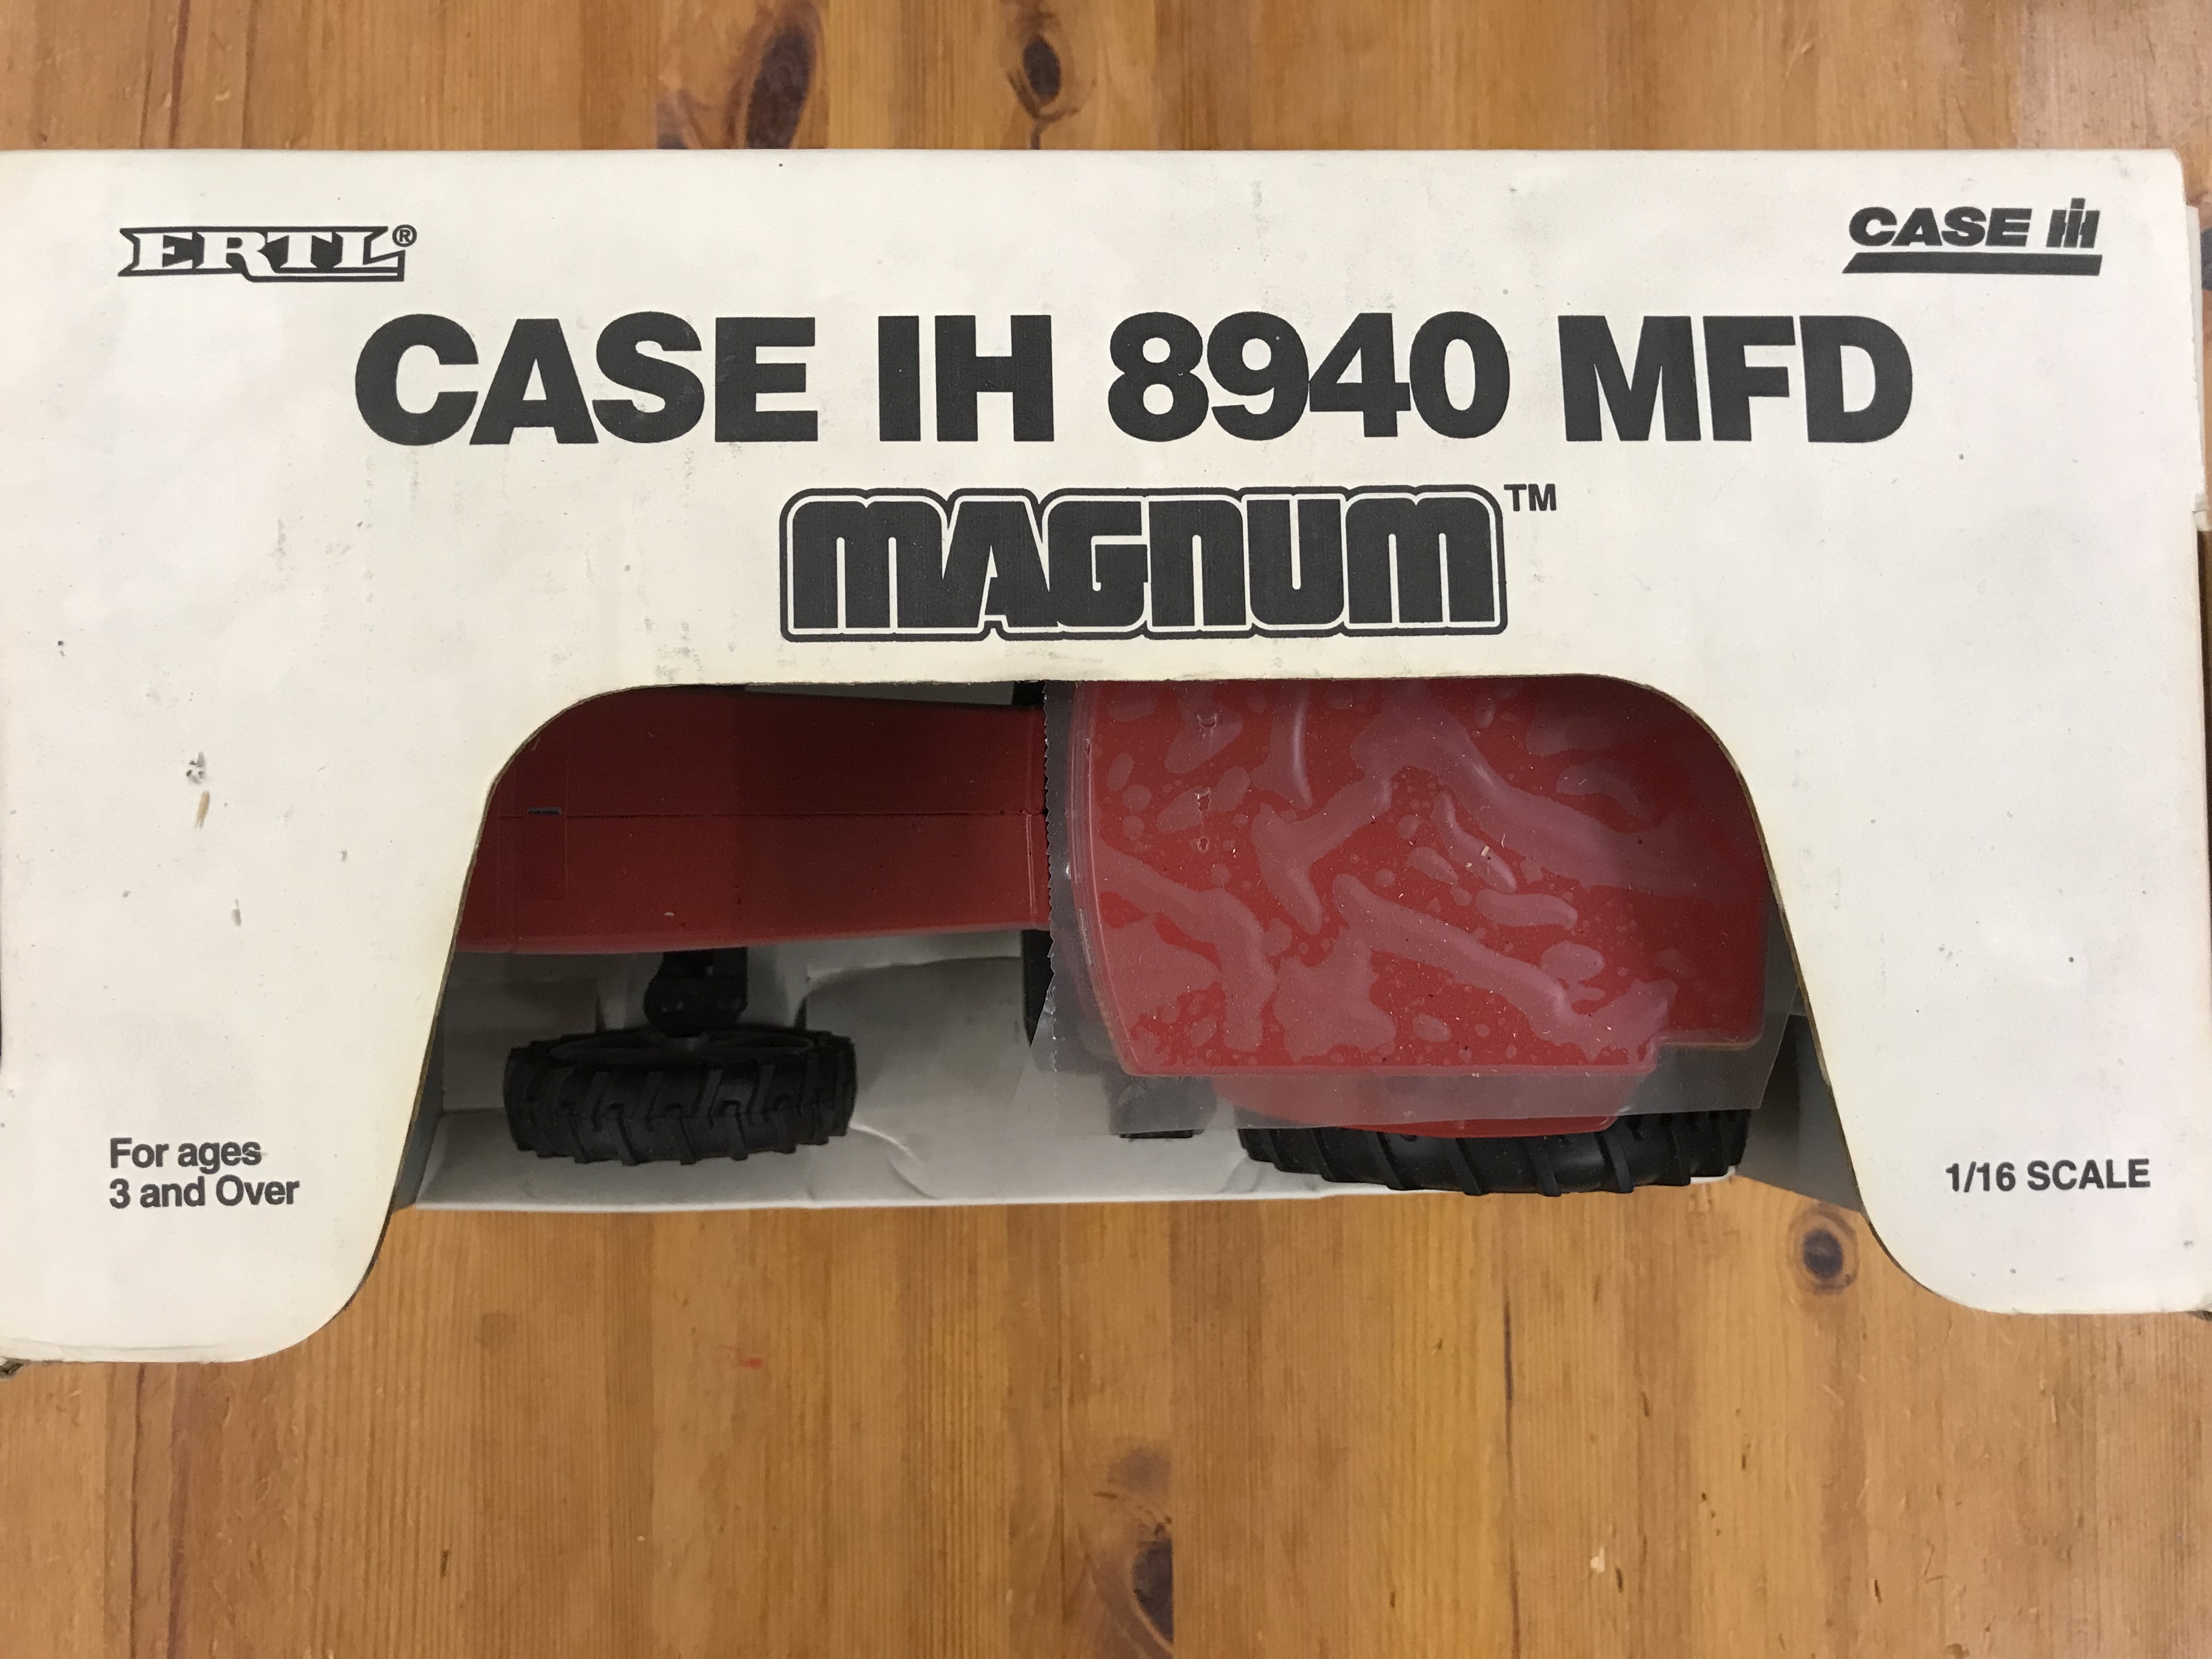 ERTL®
CASE IH
CASE IH 8940 MFD
MAGNUM™
For ages
3 and Over
1/16 SCALE